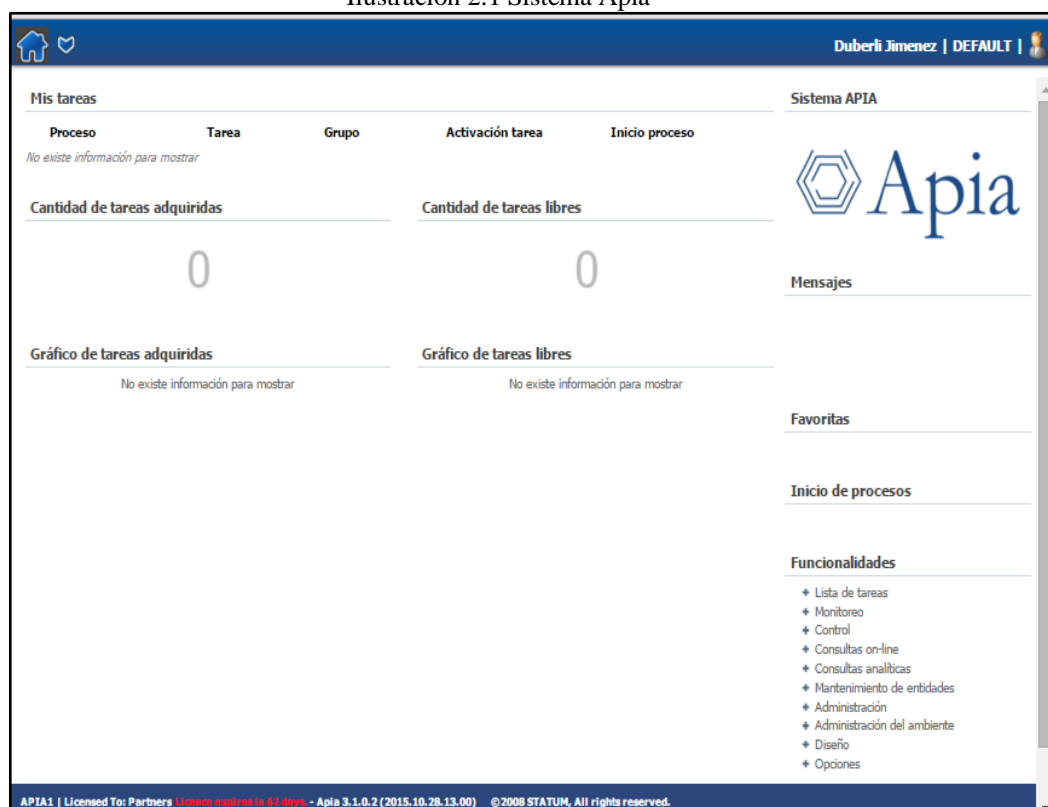 Ilustración 2.1 Sistema Apia
Duberli Jimenez | DEFAULT |
Mis tareas
Proceso Tarea Grupo Activación tarea Inicio proceso
No existe información para mostrar
Cantidad de tareas adquiridas
0
Cantidad de tareas libres
0
Gráfico de tareas adquiridas
No existe información para mostrar
Gráfico de tareas libres
No existe información para mostrar
Sistema APIA
Apia
Mensajes
Favoritas
Inicio de procesos
Funcionalidades
Lista de tareas
Monitoreo
Control
Consultas on-line
Consultas analíticas
Mantenimiento de entidades
Administración
Administración del ambiente
Diseño
Opciones
APIA1 | Licensed To: Partners Licence expires in 62 days. - Apia 3.1.0.2 (2015.10.28.13.00) ©2008 STATUM, All rights reserved.